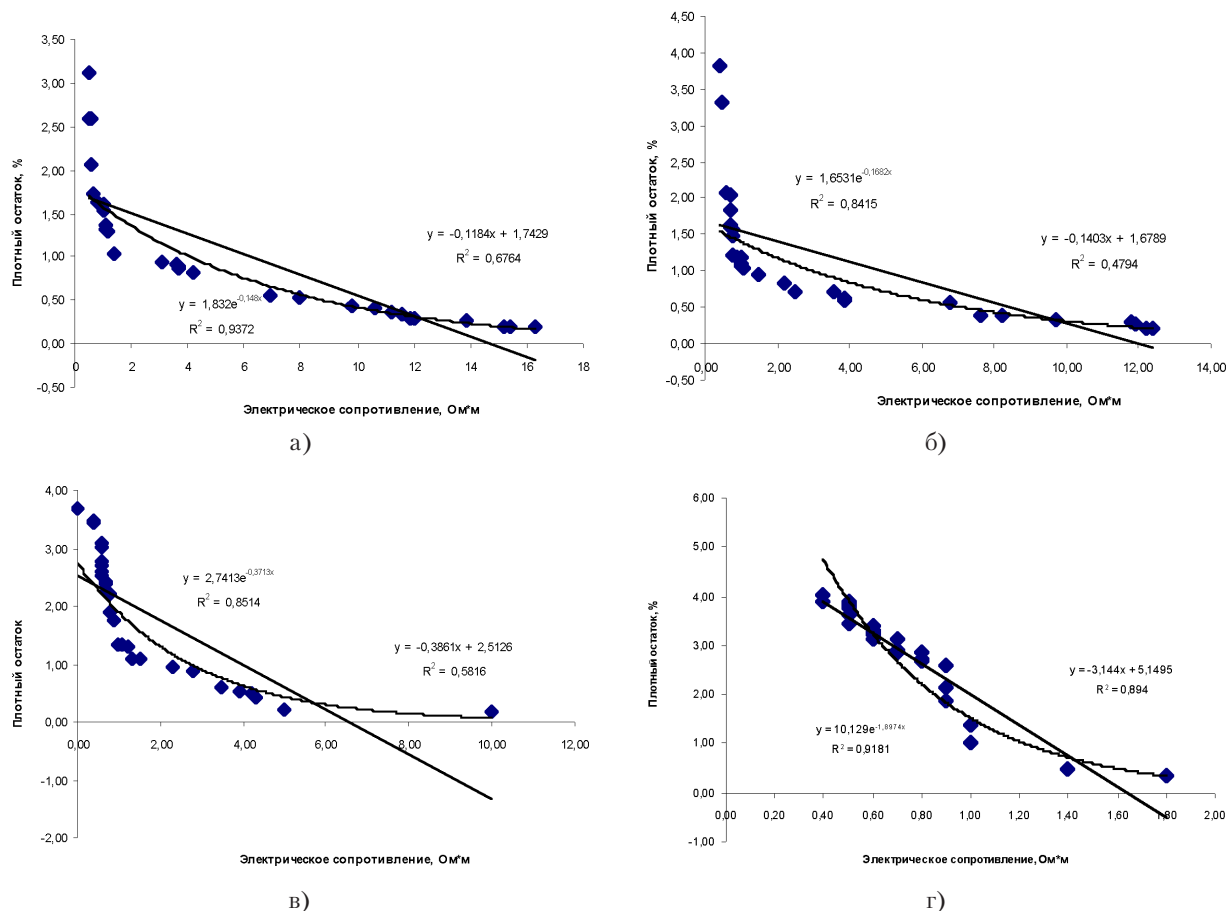 3,50
3,00
2,50
2,00
1,50
1,00
0,50
0,00
-0,50
Плотный остаток, %
y = -0,1184x + 1,7429
R² = 0,6764
y = 1,832e-0,148x
R² = 0,9372
0 2 4 6 8 10 12 14 16 18
Электрическое сопротивление, Ом*м
а)
4,50
4,00
3,50
3,00
2,50
2,00
1,50
1,00
0,50
0,00
-0,50
Плотный остаток, %
y = 1,6531e-0,1682x
R² = 0,8415
y = -0,1403x + 1,6789
R² = 0,4794
0,00 2,00 4,00 6,00 8,00 10,00 12,00 14,00
Электрическое сопротивление, Ом*м
б)
4,00
3,00
2,00
1,00
0,00
-1,00
-2,00
Плотный остаток
y = 2,7413e-0,3713x
R² = 0,8514
y = -0,3861x + 2,5126
R² = 0,5816
0,00 2,00 4,00 6,00 8,00 10,00 12,00
Электрическое сопротивление, Ом*м
в)
6,00
5,00
4,00
3,00
2,00
1,00
0,00
-1,00
Плотный остаток, %
y = -3,144x + 5,1495
R² = 0,894
y = 10,129e-1,8974x
R² = 0,9181
0,00 0,20 0,40 0,60 0,80 1,00 1,20 1,40 1,60 1,80 2,00
Электрическое сопротивление, Ом*м
г)